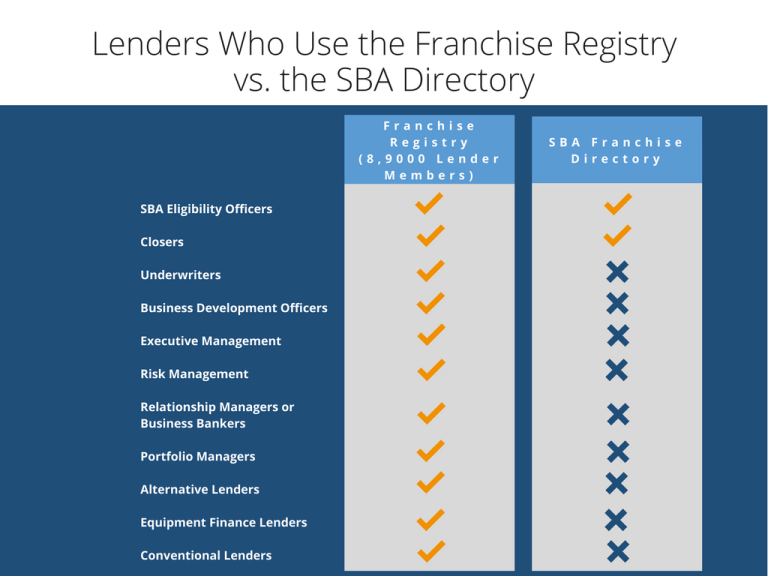 Lenders Who Use the Franchise Registry
vs. the SBA Directory
Franchise
Registry
(8,9000 Lender
Members)
SBA Franchise
Directory
SBA Eligibility Officers
Closers
Underwriters
Business Development Officers
Executive Management
Risk Management
Relationship Managers or
Business Bankers
Portfolio Managers
Alternative Lenders
Equipment Finance Lenders
Conventional Lenders